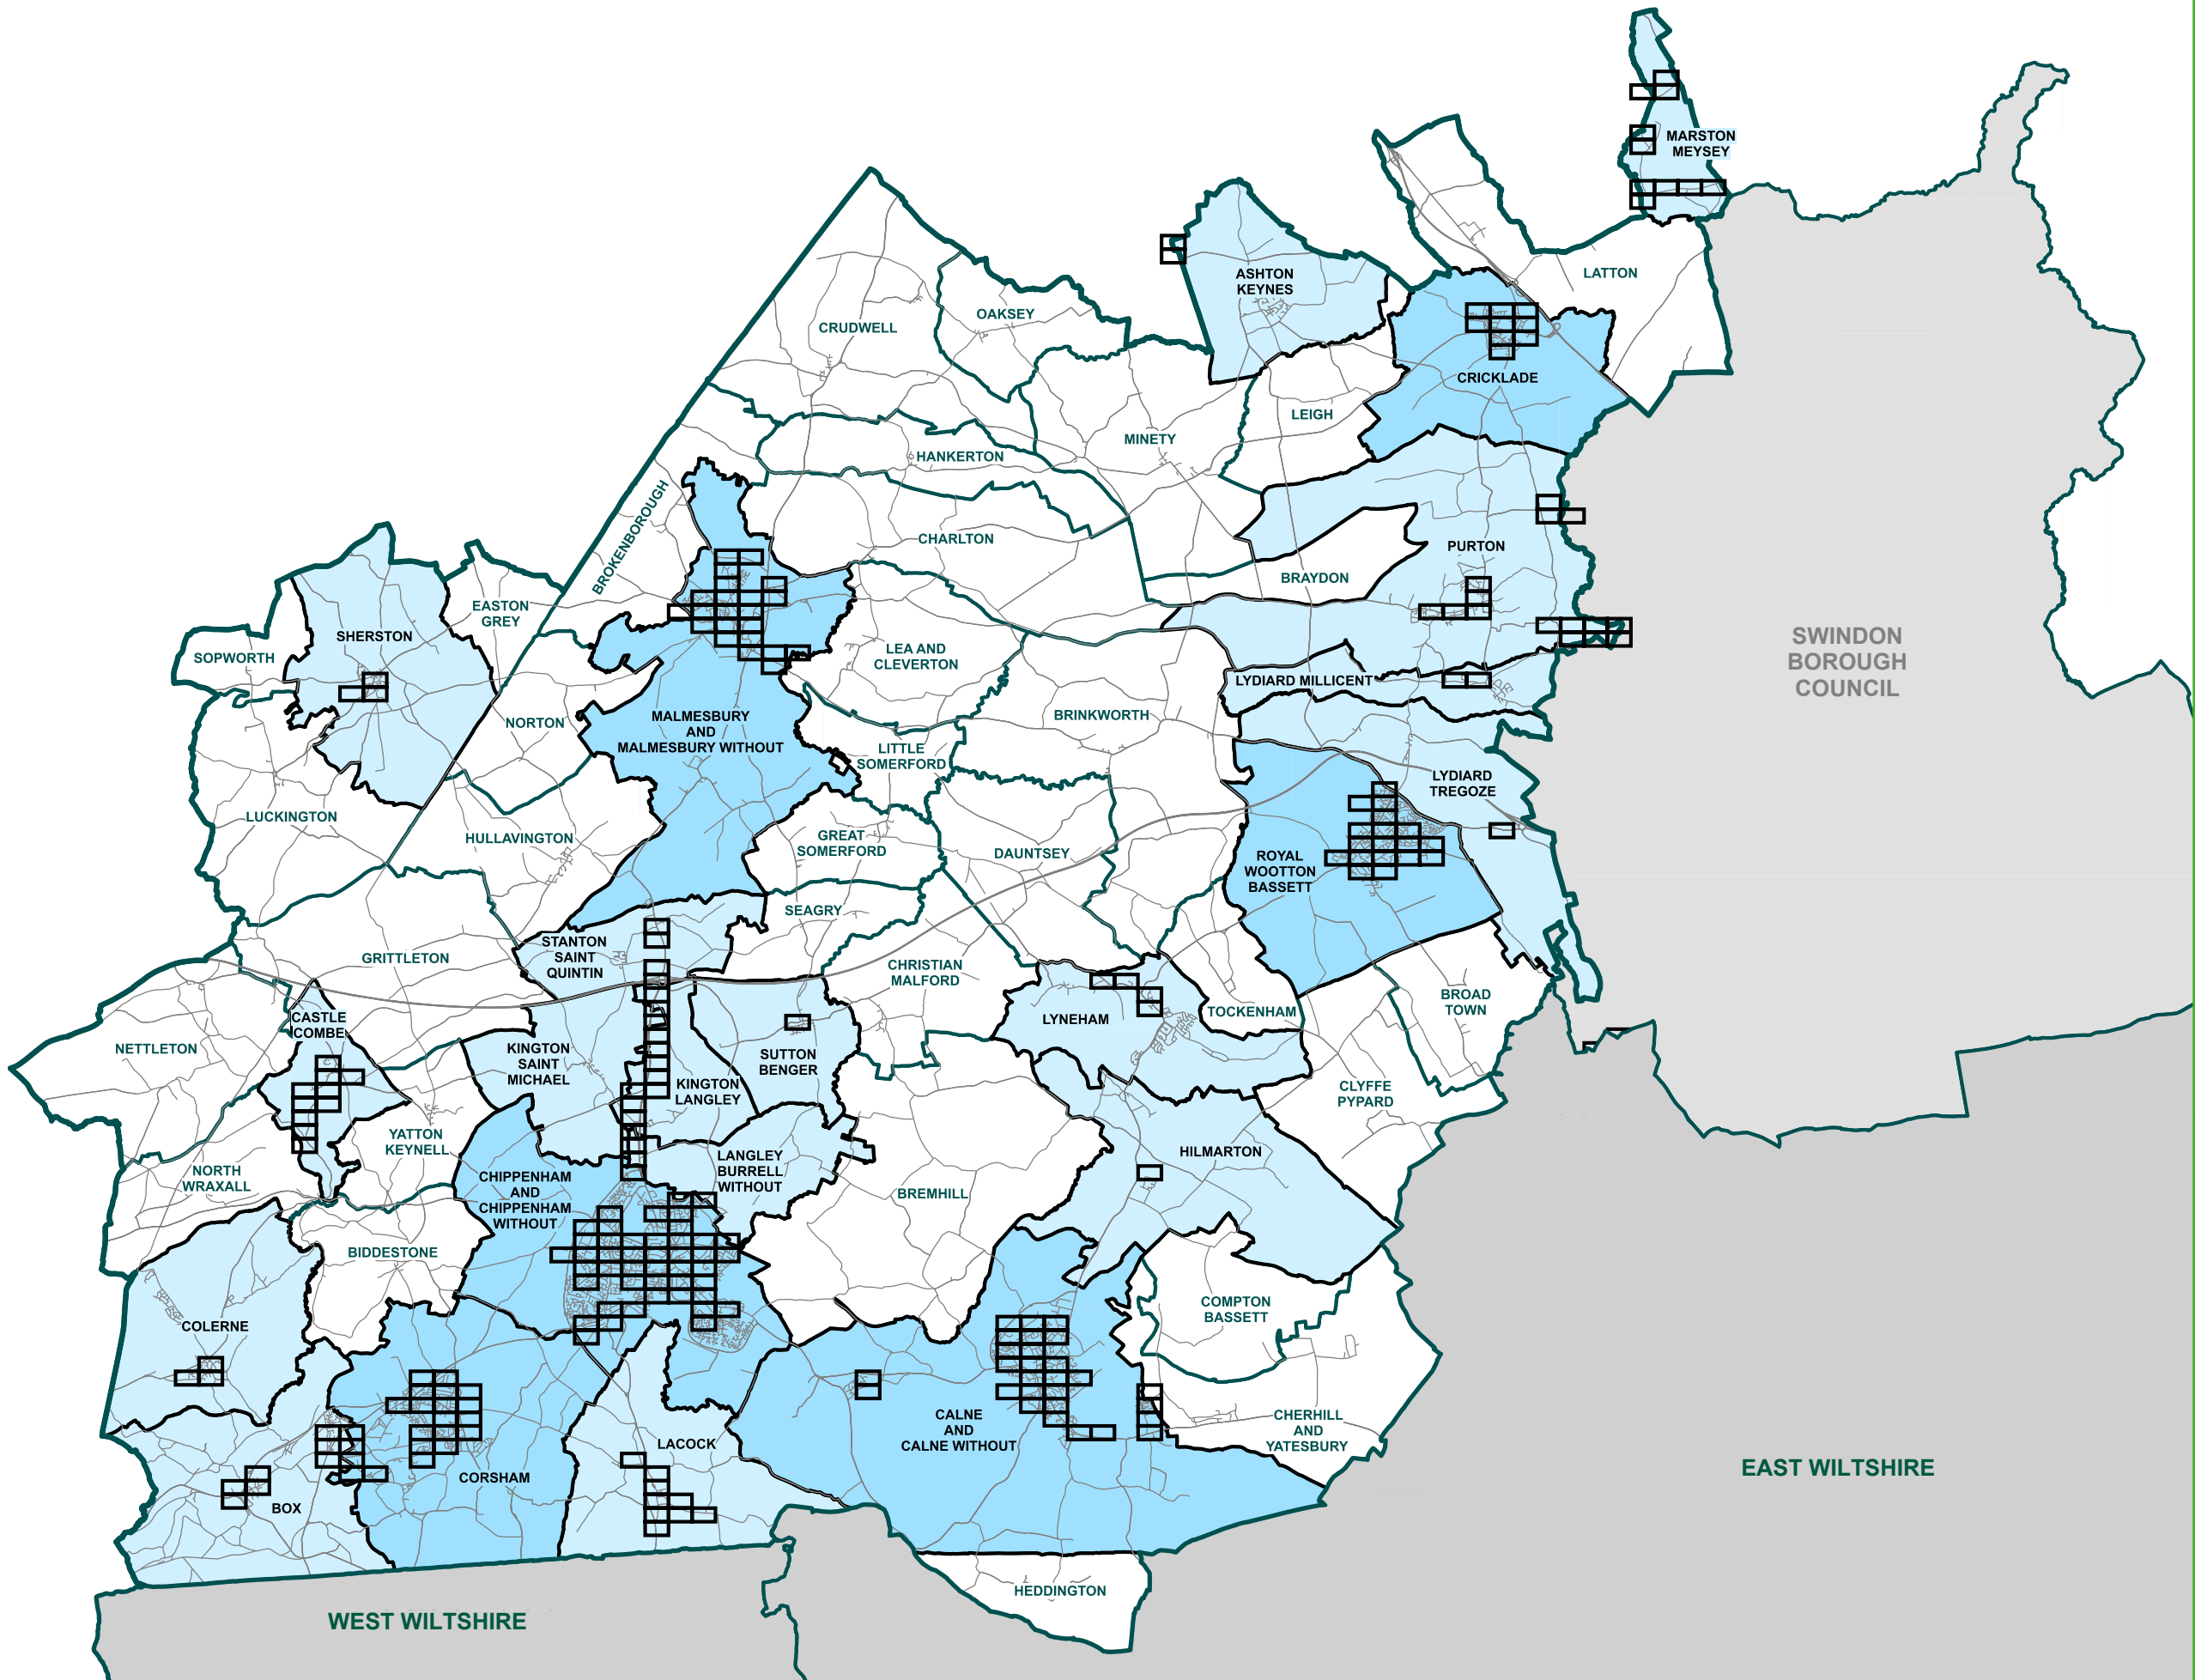 MARSTON
MEYSEY
LATTON
ASHTON
KEYNES
OAKSEY
CRUDWELL
CRICKLADE
LEIGH
MINETY
HANKERTON
BROKENBOROUGH
CHARLTON
PURTON
BRAYDON
EASTON
GREY
SHERSTON
SOPWORTH
LEA AND
CLEVERTON
SWINDON
BOROUGH
COUNCIL
LYDIARD MILLICENT
NORTON
MALMESBURY
AND
MALMESBURY WITHOUT
BRINKWORTH
LITTLE
SOMERFORD
LYDIARD
TREGOZE
LUCKINGTON
HULLAVINGTON
GREAT
SOMERFORD
DAUNTSEY
ROYAL
WOOTTON
BASSETT
SEAGRY
STANTON
SAINT
QUINTIN
GRITTLETON
CHRISTIAN
MALFORD
BROAD
TOWN
TOCKENHAM
LYNEHAM
CASTLE
COMBE
NETTLETON
KINGTON
SAINT
MICHAEL
SUTTON
BENGER
KINGTON
LANGLEY
CLYFFE
PYPARD
YATTON
KEYNELL
HILMARTON
NORTH
WRAXALL
LANGLEY
BURRELL
WITHOUT
CHIPPENHAM
AND
CHIPPENHAM
WITHOUT
BREMHILL
BIDDESTONE
COMPTON
BASSETT
COLERNE
CALNE
AND
CALNE WITHOUT
CHERHILL
AND
YATESBURY
LACOCK
EAST WILTSHIRE
CORSHAM
BOX
HEDDINGTON
WEST WILTSHIRE